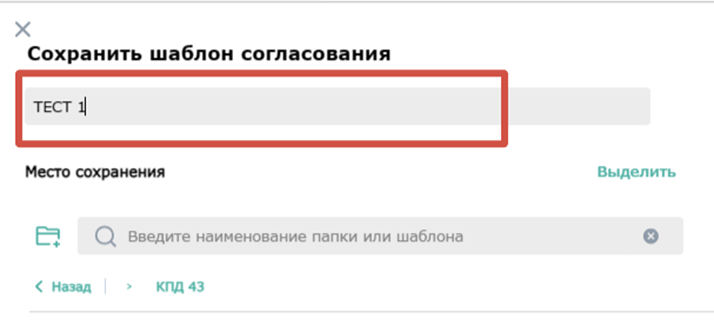 Сохранить шаблон согласования
ТЕСТ 1
Место сохранения
Выделить
Введите наименование папки или шаблона
< Назад | > КПД 43